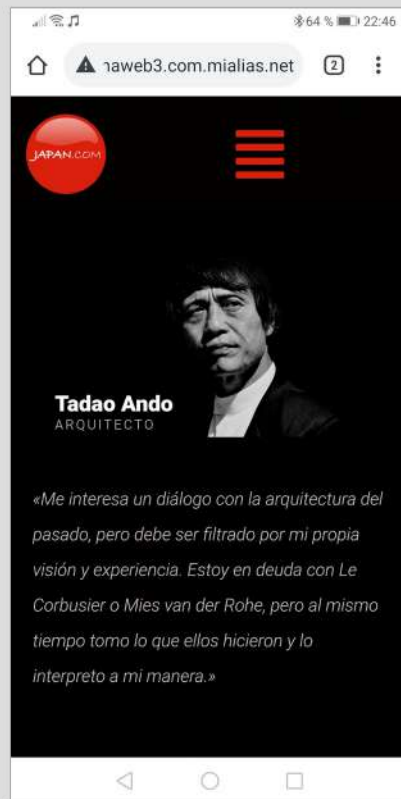 64 % 22:46
naweb3.com.mialias.net 2
JAPAN.COM
Tadao Ando
ARQUITECTO
«Me interesa un diálogo con la arquitectura del
pasado, pero debe ser filtrado por mi propia
visión y experiencia. Estoy en deuda con Le
Corbusier o Mies van der Rohe, pero al mismo
tiempo tomo lo que ellos hicieron y lo
interpreto a mi manera.»